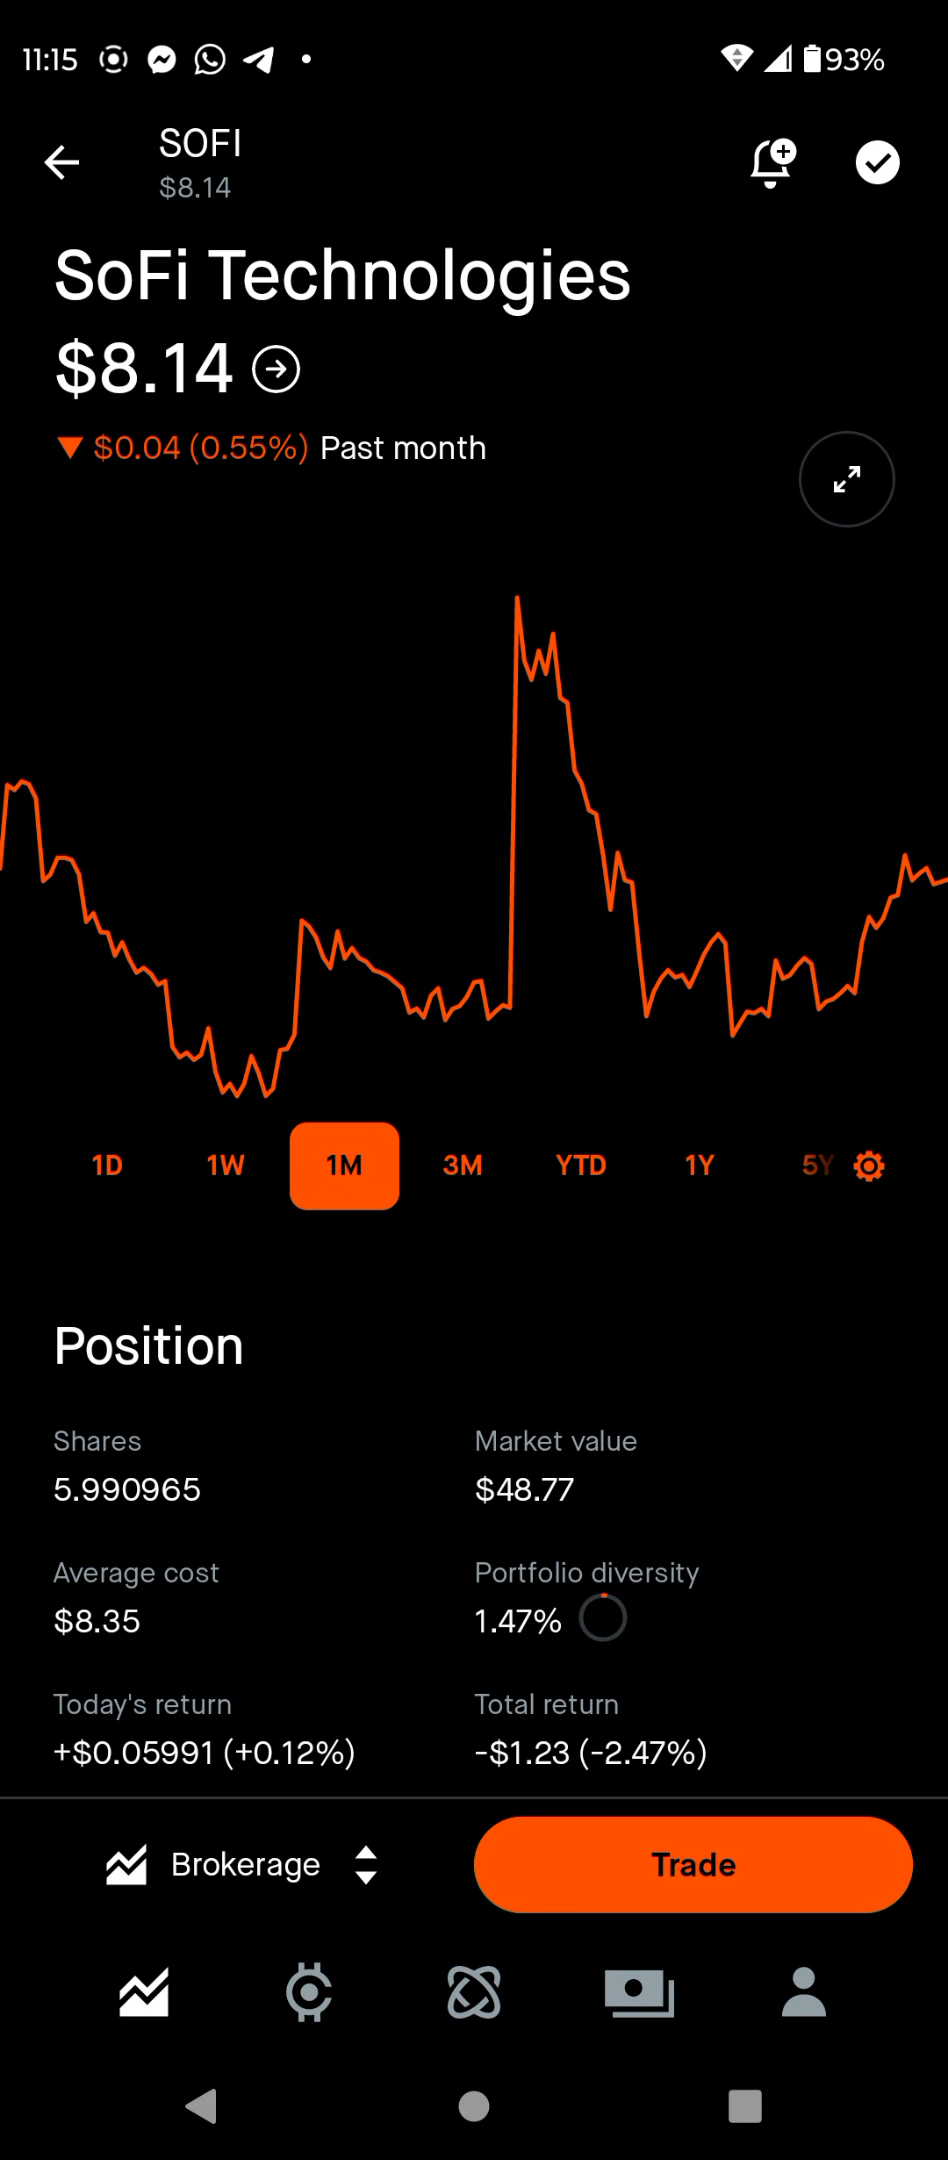 11:15
93%
SOFI
$8.14
SoFi Technologies
$8.14
$0.04 (0.55%) Past month
1D 1W 1M 3M YTD 1Y 5Y
Position
Shares Market value
5.990965 $48.77
Average cost Portfolio diversity
$8.35 1.47%
Today's return Total return
+$0.05991 (+0.12%) -$1.23 (-2.47%)
Brokerage Trade